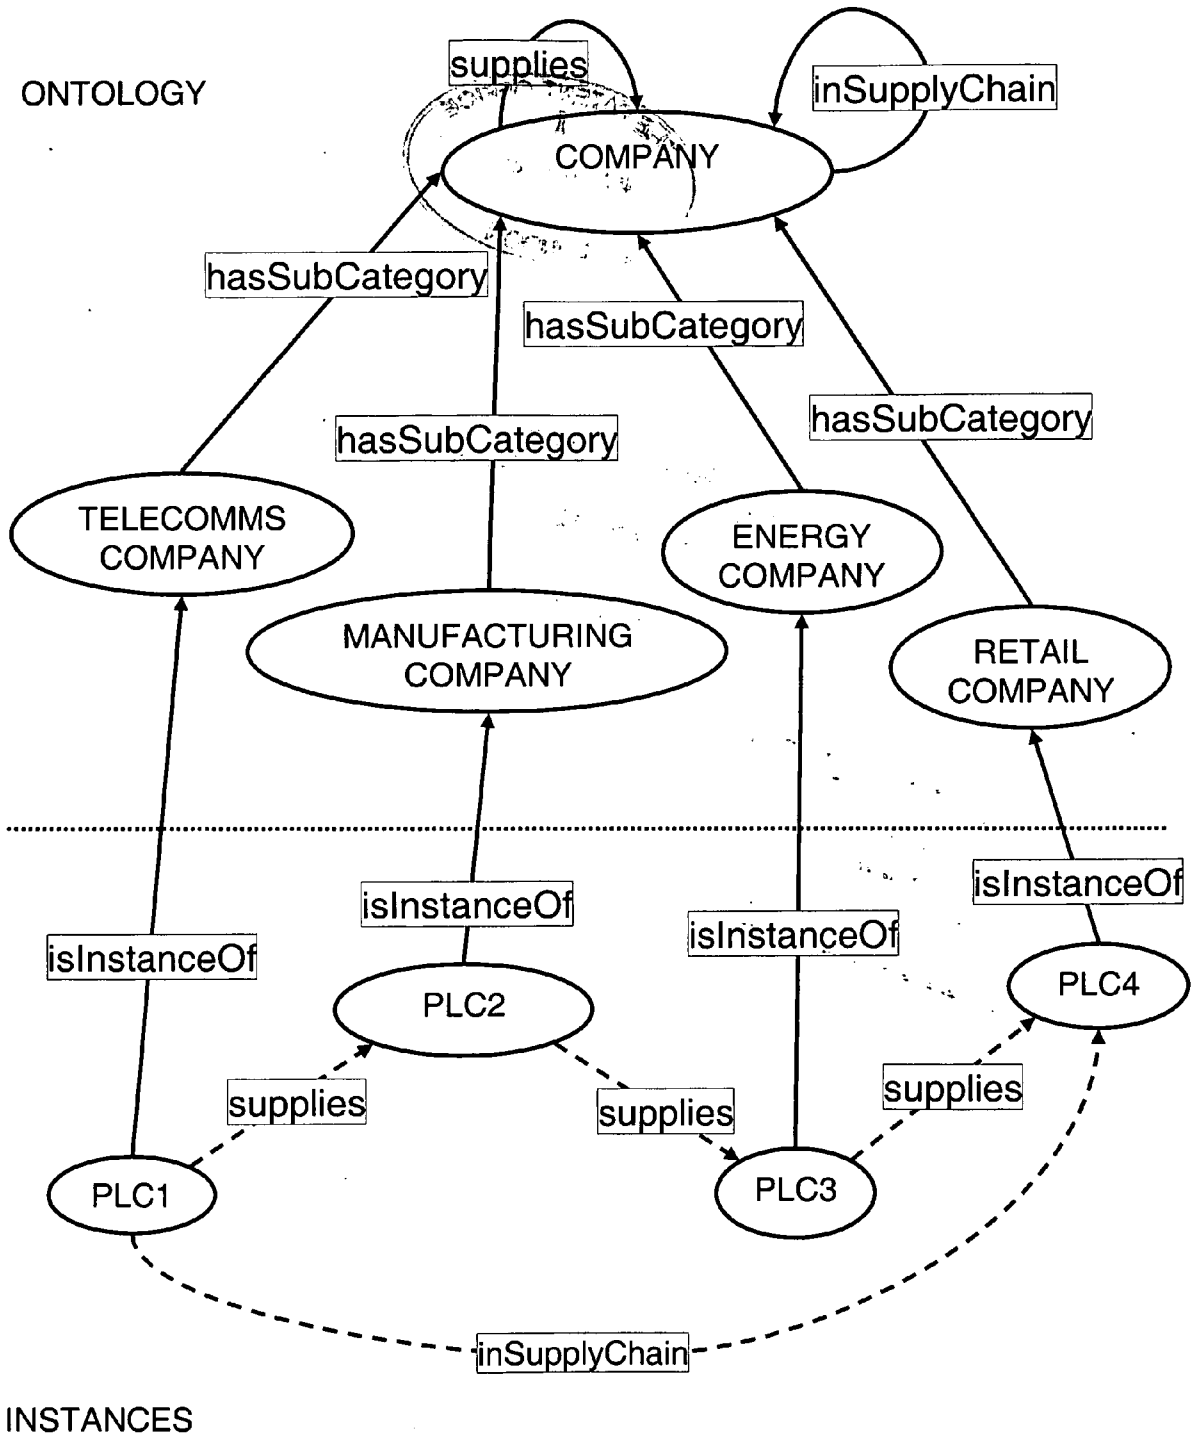 supplies
inSupplyChain
ONTOLOGY
COMPANY
hasSubCategory
hasSubCategory
hasSubCategory
hasSubCategory
TELECOMMS
COMPANY
ENERGY
COMPANY
MANUFACTURING
COMPANY
RETAIL
COMPANY
isInstanceOf
isInstanceOf
isInstanceOf
isInstanceOf
PLC4
PLC2
supplies
supplies
supplies
PLC1
PLC3
inSupplyChain
INSTANCES